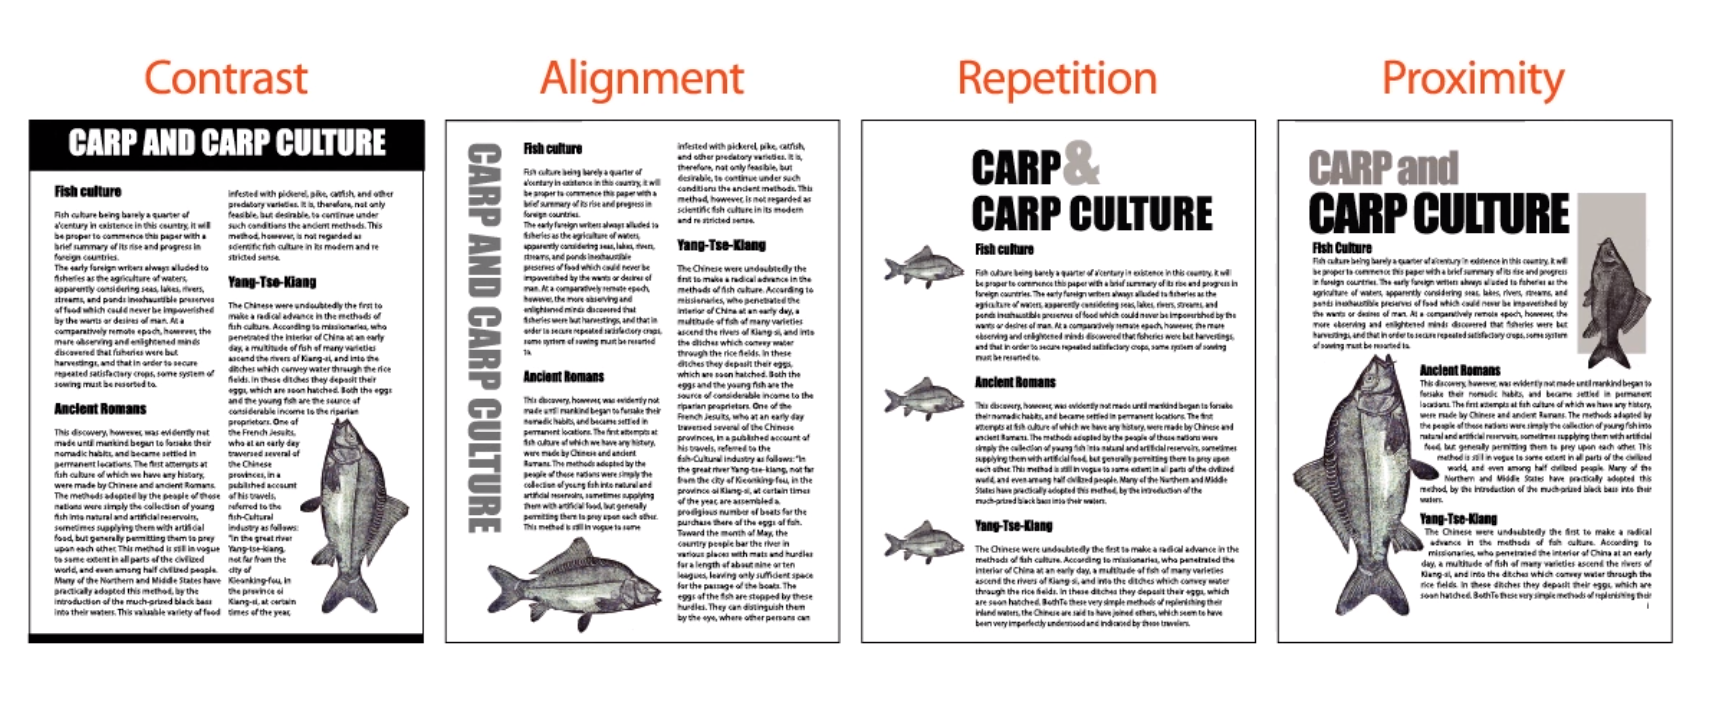 Contrast
CARP AND CARP CULTURE
Fish culture
Fish culture being barely a quarter of
a'century in existence in this country, it will
be proper to commence this paper with a
brief summary of its rise and progress in
foreign countries.
The early foreign writers always alluded to
fisheries as the agriculture of waters,
apparently considering seas, lakes, rivers,
streams, and ponds inexhaustible preserves
of food which could never be impoverished
by the wants or desires of man. At a
comparatively remote epoch, however, the
more observing and enlightened minds
discovered that fisheries were but
harvestings, and that in order to secure
repeated satisfactory crops, some system of
sowing must be resorted to.
Ancient Romans
This discovery, however, was evidently not
made until mankind began to forsake their
nomadic habits, and became settled in
permanent locations. The first attempts at
fish culture of which we have any history,
were made by Chinese and ancient Romans.
The methods adopted by the people of those
nations were simply the collection of young
fish into natural and artificial reservoirs,
sometimes supplying them with artificial
food, but generally permitting them to prey
upon each other. This method is still in vogue
to some extent in all parts of the civilized
world, and even among half civilized people.
Many of the Northern and Middle States have
practically adopted this method, by the
introduction of the much-prized black bass
into their waters. This valuable variety of food
infested with pickerel, pike, catfish, and other
predatory varieties. It is, therefore, not only
feasible, but desirable, to continue under
such conditions the ancient methods. This
method, however, is not regarded as
scientific fish culture in its modern and re
stricted sense.
Yang-Tse-Kiang
The Chinese were undoubtedly the first to
make a radical advance in the methods of
fish culture. According to missionaries, who
penetrated the interior of China at an early
day, a multitude of fish of many varieties
ascend the rivers of Kiang-si, and into the
ditches which convey water through the rice
fields. In these ditches they deposit their
eggs, which are soon hatched. Both the eggs
and the young fish are the source of
considerable income to the riparian
proprietors. One of
the French Jesuits,
who at an early day
traversed several of
the Chinese
provinces, in a
published account
of his travels,
referred to the
fish-Cultural
industry as follows:
"In the great river
Yang-tse-kiang,
not far from the
city of
Kieonking-fou, in
the province oi
Kiang-si, at certain
times of the year,
Alignment
CARP AND CARP CULTURE
Fish culture
Fish culture being barely a quarter of
a'century in existence in this country, it will
be proper to commence this paper with a
brief summary of its rise and progress in
foreign countries.
The early foreign writers always alluded to
fisheries as the agriculture of waters,
apparently considering seas, lakes, rivers,
streams, and ponds inexhaustible
preserves of food which could never be
impoverished by the wants or desires of
man. At a comparatively remote epoch,
however, the more observing and
enlightened minds discovered that
fisheries were but harvestings, and that in
order to secure repeated satisfactory crops,
some system of sowing must be resorted
to.
Ancient Romans
This discovery, however, was evidently not
made until mankind began to forsake their
nomadic habits, and became settled in
permanent locations. The first attempts at
fish culture of which we have any history,
were made by Chinese and ancient
Romans. The methods adopted by the
people of those nations were simply the
collection of young fish into natural and
artificial reservoirs, sometimes supplying
them with artificial food, but generally
permitting them to prey upon each other.
This method is still in vogue to some
infested with pickerel, pike, catfish,
and other predatory varieties. It is,
therefore, not only feasible, but
desirable, to continue under such
conditions the ancient methods. This
method, however, is not regarded as
scientific fish culture in its modern
and re stricted sense.
Yang-Tse-Kiang
The Chinese were undoubtedly the
first to make a radical advance in the
methods of fish culture. According to
missionaries, who penetrated the
interior of China at an early day, a
multitude of fish of many varieties
ascend the rivers of Kiang-si, and into
the ditches which convey water
through the rice fields. In these
ditches they deposit their eggs,
which are soon hatched. Both the
eggs and the young fish are the
source of considerable income to the
riparian proprietors. One of the
French Jesuits, who at an early day
traversed several of the Chinese
provinces, in a published account of
his travels, referred to the
fish-Cultural industry as follows: "In
the great river Yang-tse-kiang, not far
from the city of Kieonking-fou, in the
province oi Kiang-si, at certain times
of the year, are assembled a.
prodigious number of boats for the
purchase there of the eggs of fish.
Toward the month of May, the
country people bar the river in
various places with mats and hurdles
for a length of about nine or ten
leagues, leaving only sufficient space
for the passage of the boats. The
eggs of the fish are stopped by these
hurdles. They can distinguish them
by the eye, where other persons can
Repetition
CARP &
CARP CULTURE
Fish culture
Fish culture being barely a quarter of a'century in existence in this country, it will
be proper to commence this paper with a brief summary of its rise and progress in
foreign countries. The early foreign writers always alluded to fisheries as the
agriculture of waters, apparently considering seas, lakes, rivers, streams, and
ponds inexhaustible preserves of food which could never be impoverished by the
wants or desires of man. At a comparatively remote epoch, however, the more
observing and enlightened minds discovered that fisheries were but harvestings,
and that in order to secure repeated satisfactory crops, some system of sowing
must be resorted to.
Ancient Romans
This discovery, however, was evidently not made until mankind began to forsake
their nomadic habits, and became settled in permanent locations. The first
attempts at fish culture of which we have any history, were made by Chinese and
ancient Romans. The methods adopted by the people of those nations were
simply the collection of young fish into natural and artificial reservoirs, sometimes
supplying them with artificial food, but generally permitting them to prey upon
each other. This method is still in vogue to some extent in all parts of the civilized
world, and even among half civilized people. Many of the Northern and Middle
States have practically adopted this method, by the introduction of the
much-prized black bass into their waters.
Yang-Tse-Kiang
The Chinese were undoubtedly the first to make a radical advance in the
methods of fish culture. According to missionaries, who penetrated the
interior of China at an early day, a multitude of fish of many varieties
ascend the rivers of Kiang-si, and into the ditches which convey water
through the rice fields. In these ditches they deposit their eggs, which
are soon hatched. BothTo these very simple methods of replenishing their
inland waters, the Chinese are said to have joined others, which seem to have
been very imperfectly understood and indicated by these travelers.
Proximity
CARP and
CARP CULTURE
Fish Culture
Fish culture being barely a quarter of a'century in existence in this country, it will
be proper to commence this paper with a brief summary of its rise and progress
in foreign countries. The early foreign writers always alluded to fisheries as the
agriculture of waters, apparently considering seas, lakes, rivers, streams, and
ponds inexhaustible preserves of food which could never be impoverished by
the wants or desires of man. At a comparatively remote epoch, however, the
more observing and enlightened minds discovered that fisheries were but
harvestings, and that in order to secure repeated satisfactory crops, some system
of sowing must be resorted to.
Ancient Romans
This discovery, however, was evidently not made until mankind began to
forsake their nomadic habits, and became settled in permanent
locations. The first attempts at fish culture of which we have any history,
were made by Chinese and ancient Romans. The methods adopted by
the people of those nations were simply the collection of young fish into
natural and artificial reservoirs, sometimes supplying them with artificial
food, but generally permitting them to prey upon each other. This
method is still in vogue to some extent in all parts of the civilized
world, and even among half civilized people. Many of the
Northern and Middle States have practically adopted this
method, by the introduction of the much-prized black bass into their
waters.
Yang-Tse-Kiang
The Chinese were undoubtedly the first to make a radical
advance in the methods of fish culture. According to
missionaries, who penetrated the interior of China at an early
day, a multitude of fish of many varieties ascend the rivers of
Kiang-si, and into the ditches which convey water through the
rice fields. In these ditches they deposit their eggs, which are
soon hatched. BothTo these very simple methods of replenishing their
i